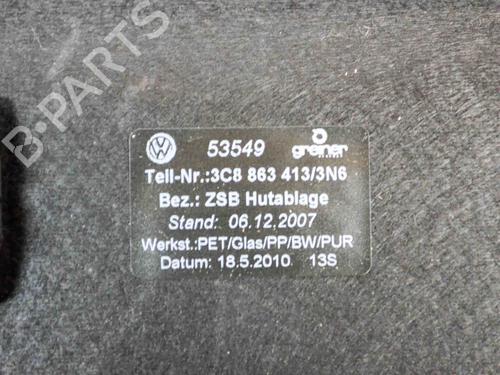 B-PARTS
53549 greiner
Teil-Nr.:3C8 863 413/3N6
Bez.: ZSB Hutablage
Stand: 06.12.2007
Werkst.:PET/Glas/PP/BW/PUR
Datum: 18.5.2010 13S
B-PARTS